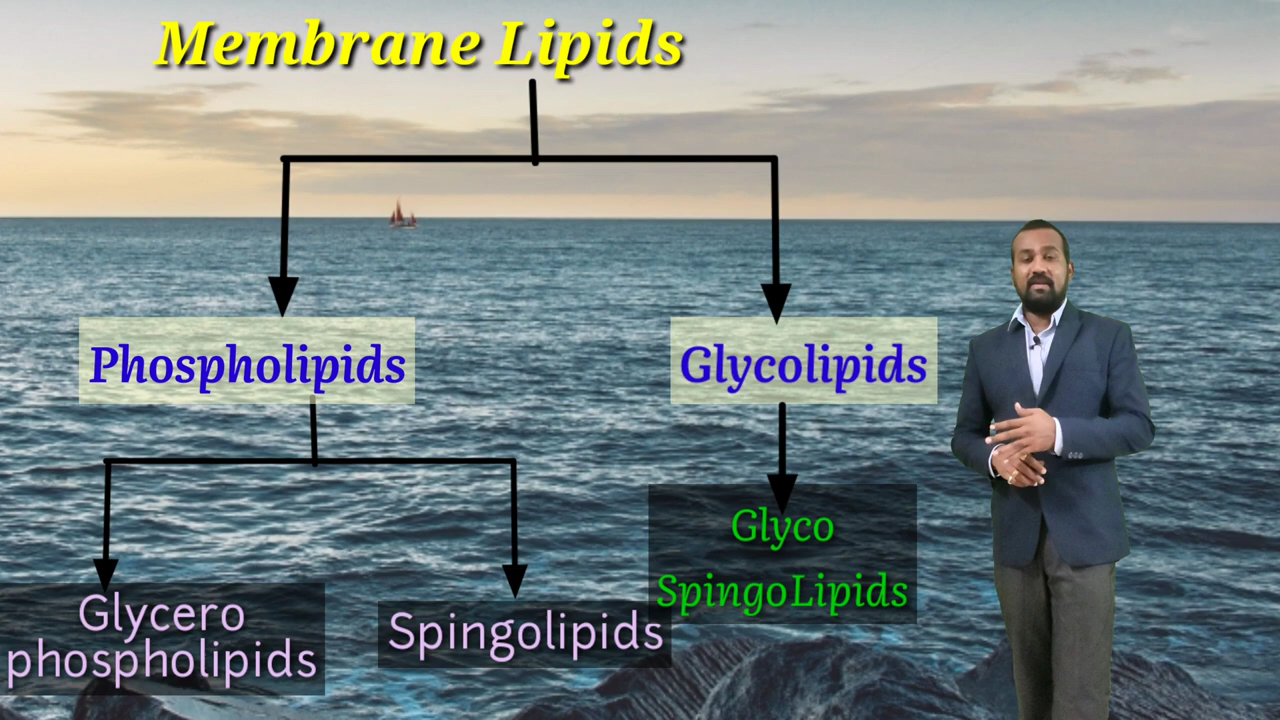 Membrane Lipids
Phospholipids
Glycolipids
Glyco
SpingoLipids
Glycero
phospholipids
Spingolipids